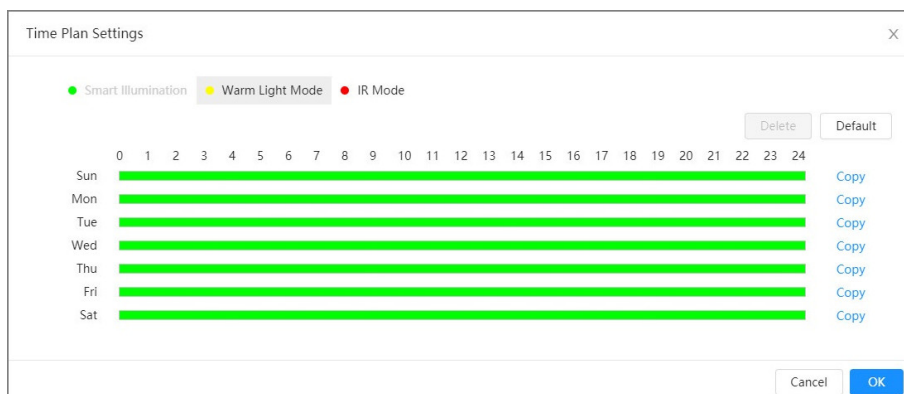 Time Plan Settings X
Smart Illumination Warm Light Mode IR Mode
Delete Default
0 1 2 3 4 5 6 7 8 9 10 11 12 13 14 15 16 17 18 19 20 21 22 23 24
Sun Copy
Mon Copy
Tue Copy
Wed Copy
Thu Copy
Fri Copy
Sat Copy
Cancel OK